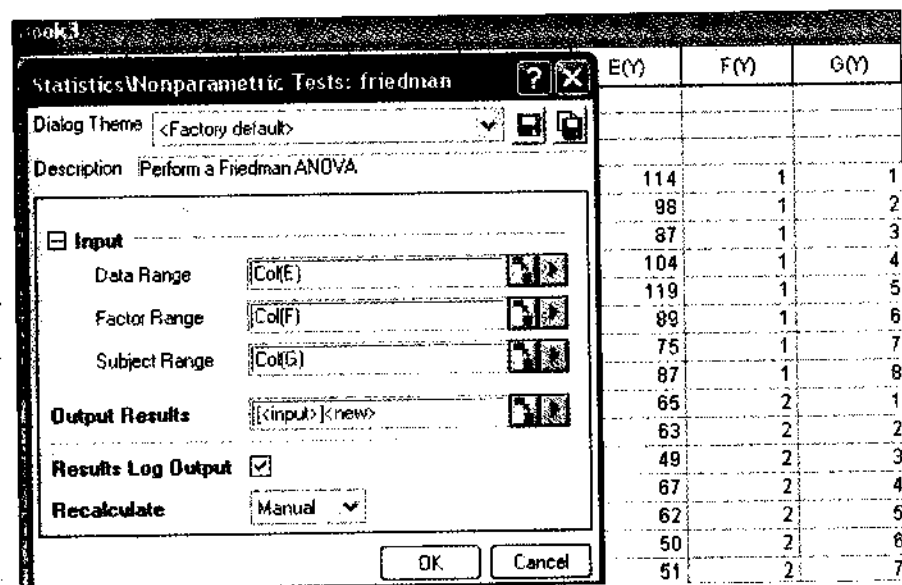 Book3
Statistics\Nonparametric Tests: friedman
Dialog Theme <Factory default>
Description Perform a Friedman ANOVA
Input
Data Range Col(E)
Factor Range Col(F)
Subject Range Col(G)
Output Results [<input>]<new>
Results Log Output
Recalculate Manual
OK Cancel
E(Y) F(Y) G(Y)
114 1 1
98 1 2
87 1 3
104 1 4
119 1 5
89 1 6
75 1 7
87 1 8
65 2 1
63 2 2
49 2 3
67 2 4
62 2 5
50 2 6
51 2 7